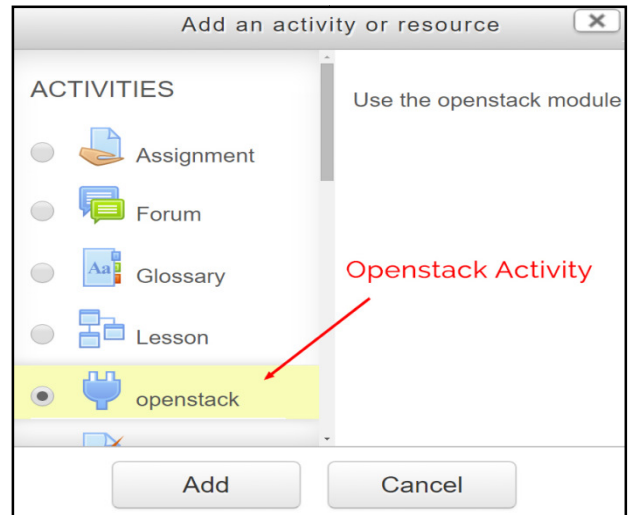 Add an activity or resource
ACTIVITIES
Use the openstack module
Assignment
Forum
Aa
Glossary
Openstack Activity
Lesson
openstack
Add
Cancel